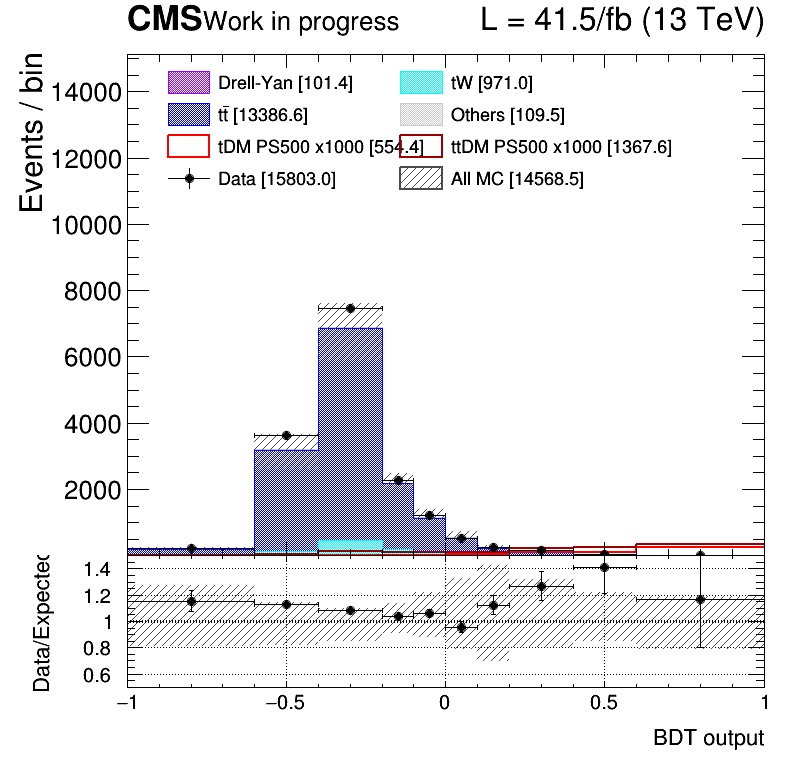 CMS Work in progress L = 41.5/fb (13 TeV)
Events / bin
14000
12000
10000
8000
6000
4000
2000
Drell-Yan [101.4]
tW [971.0]
tt̄ [13386.6]
Others [109.5]
tDM PS500 x1000 [554.4]
ttDM PS500 x1000 [1367.6]
Data [15803.0]
All MC [14568.5]
Data/Expected
1.4
1.2
1
0.8
0.6
−1 −0.5 0 0.5 1
BDT output